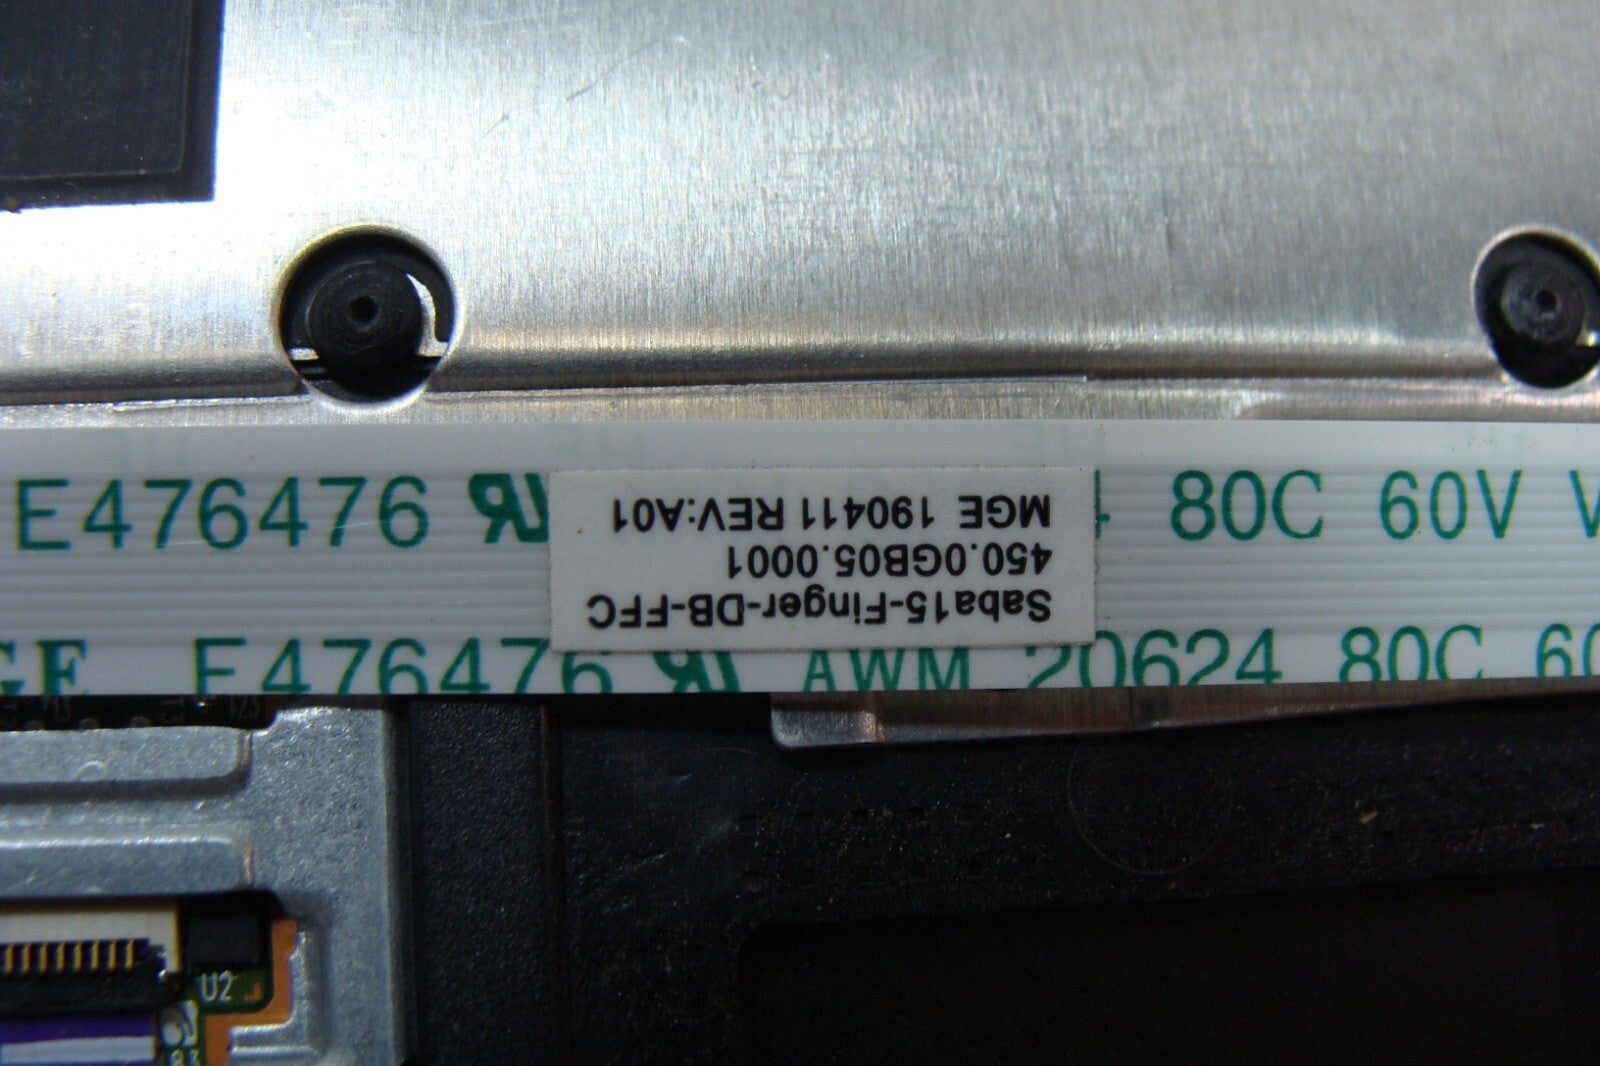 E476476 80C 60V
Saba15-Finger-DB-FFC
450.0GB05.0001
MGE 190411 REV:A01
E476476 AWM 20624 80C
U2